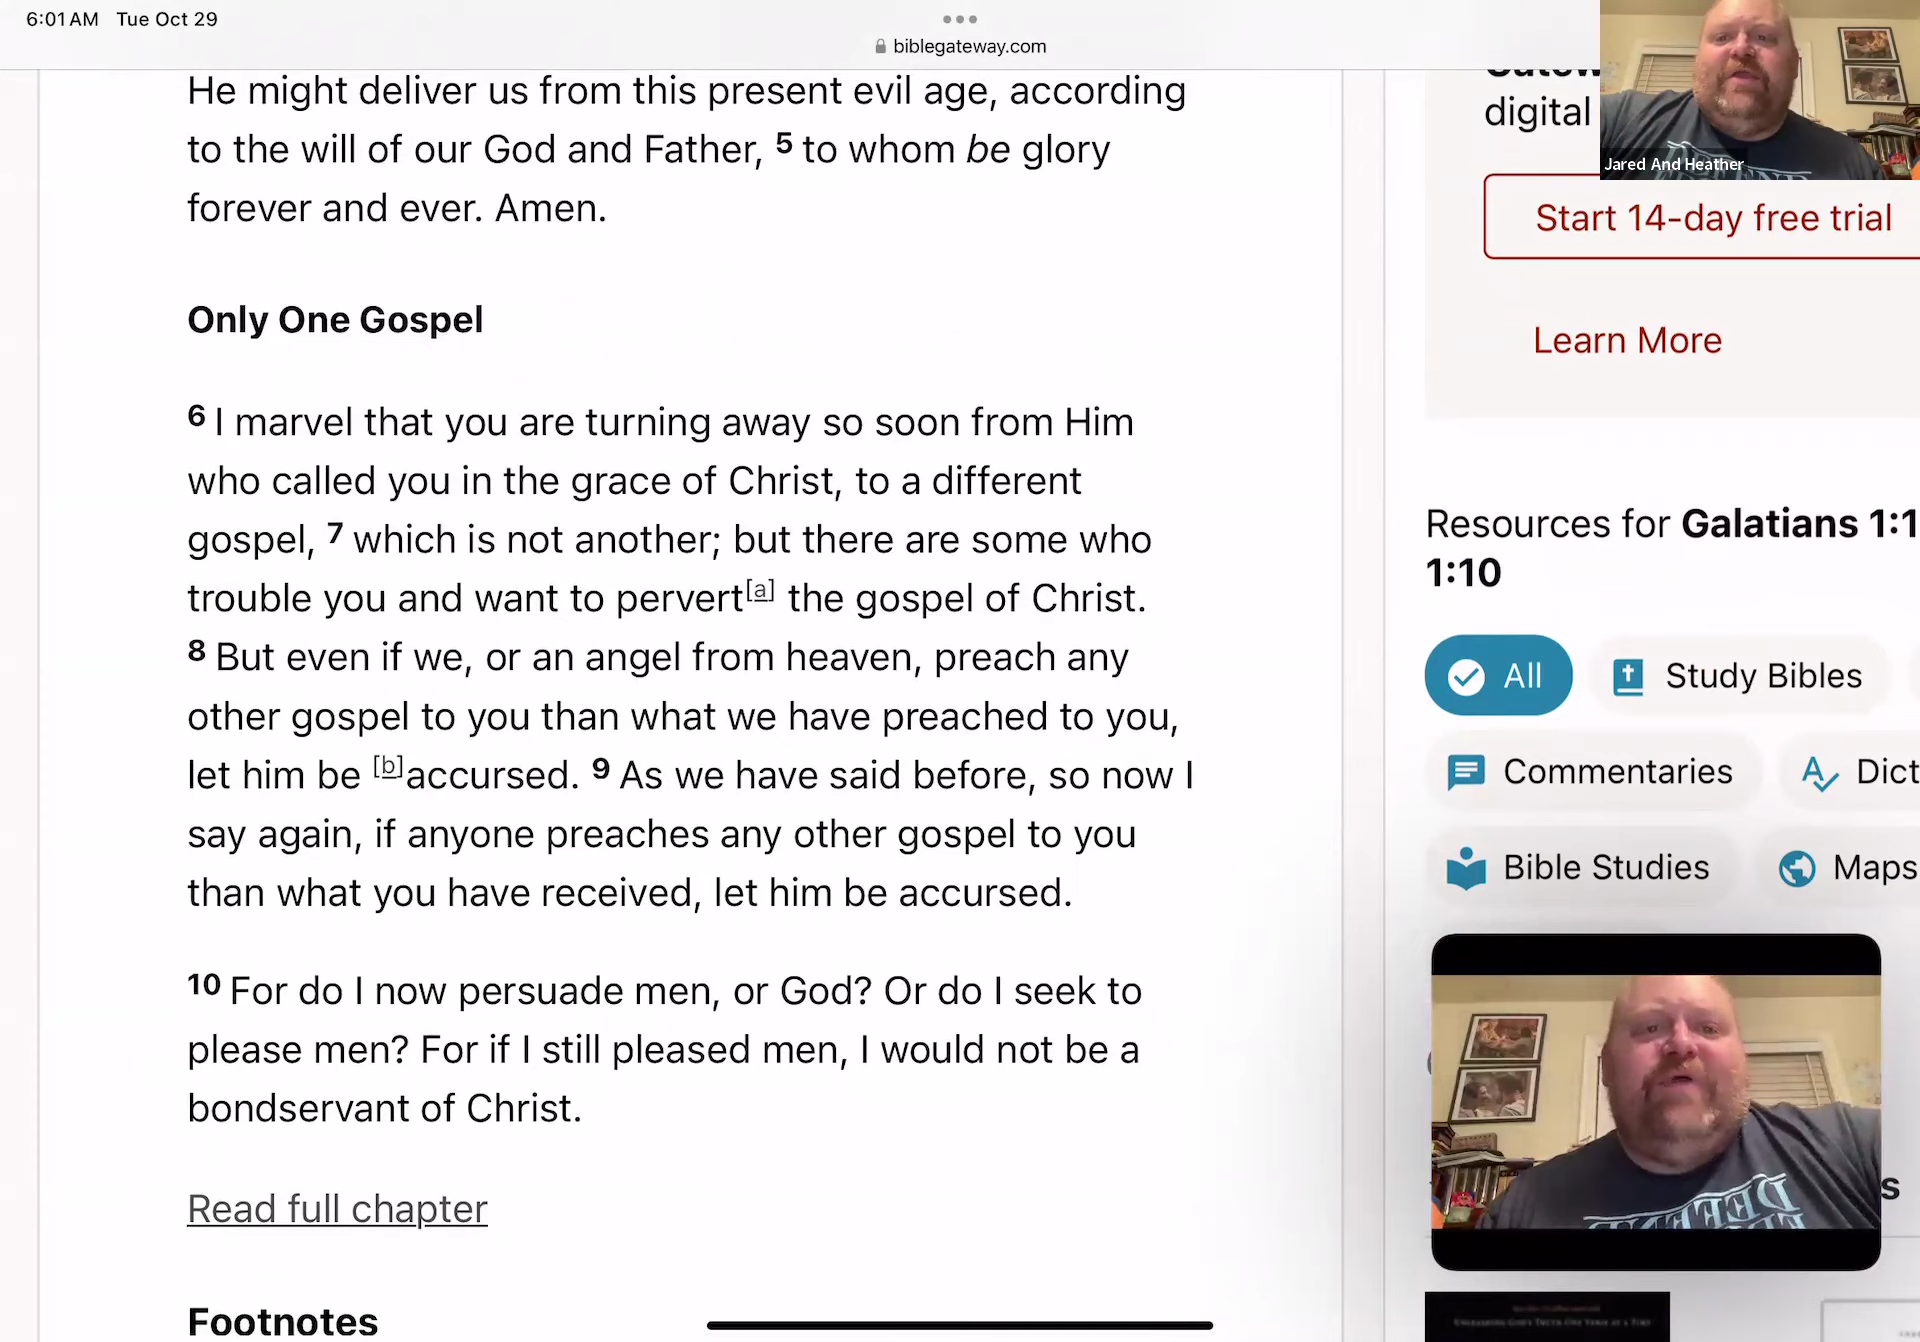 6:01 AM Tue Oct 29
biblegateway.com
He might deliver us from this present evil age, according
to the will of our God and Father, 5 to whom be glory
forever and ever. Amen.
Only One Gospel
6 I marvel that you are turning away so soon from Him
who called you in the grace of Christ, to a different
gospel, 7 which is not another; but there are some who
trouble you and want to pervert[a] the gospel of Christ.
8 But even if we, or an angel from heaven, preach any
other gospel to you than what we have preached to you,
let him be [b]accursed. 9 As we have said before, so now I
say again, if anyone preaches any other gospel to you
than what you have received, let him be accursed.
10 For do I now persuade men, or God? Or do I seek to
please men? For if I still pleased men, I would not be a
bondservant of Christ.
Read full chapter
Footnotes
digital
Jared And Heather
Start 14-day free trial
Learn More
Resources for Galatians 1:1
1:10
All
Study Bibles
Commentaries
Dict
Bible Studies
Maps
DEFEND
s